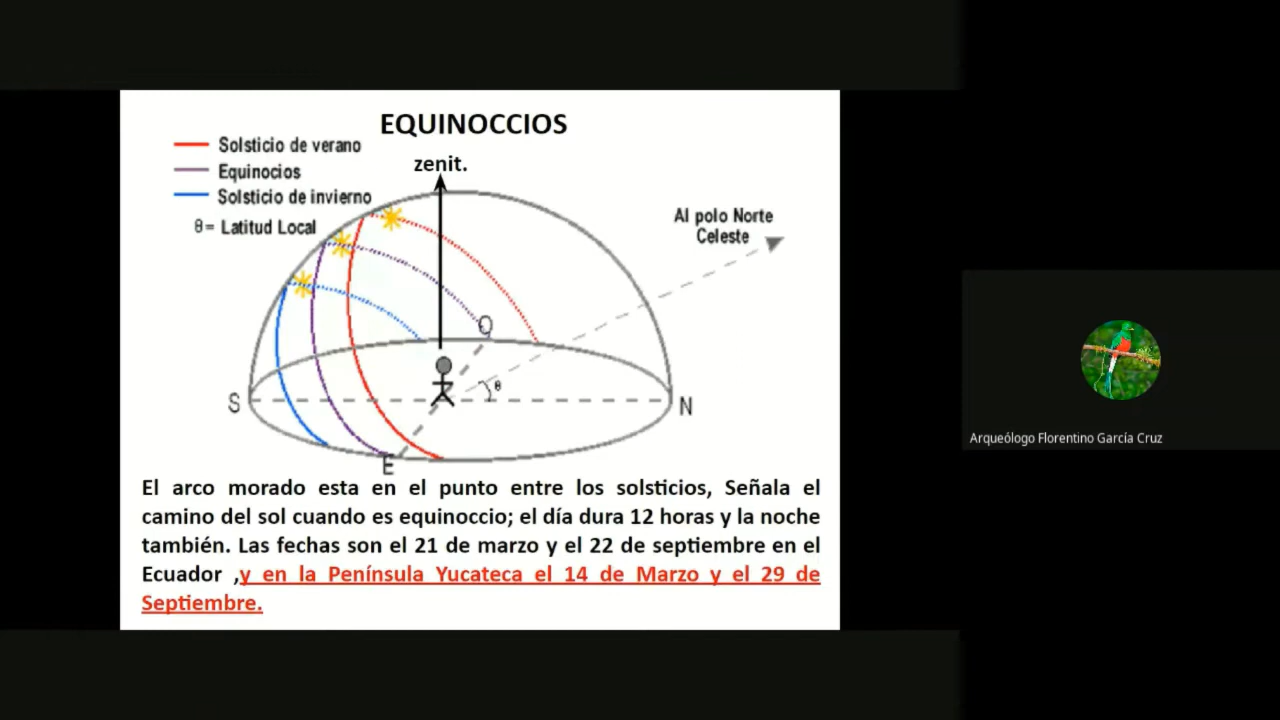 EQUINOCCIOS
Solsticio de verano
Equinocios
Solsticio de invierno
θ= Latitud Local
zenit.
Al polo Norte
Celeste
O
θ
S
N
E
El arco morado esta en el punto entre los solsticios, Señala el
camino del sol cuando es equinoccio; el día dura 12 horas y la noche
también. Las fechas son el 21 de marzo y el 22 de septiembre en el
Ecuador ,y en la Península Yucateca el 14 de Marzo y el 29 de
Septiembre.
Arqueólogo Florentino García Cruz